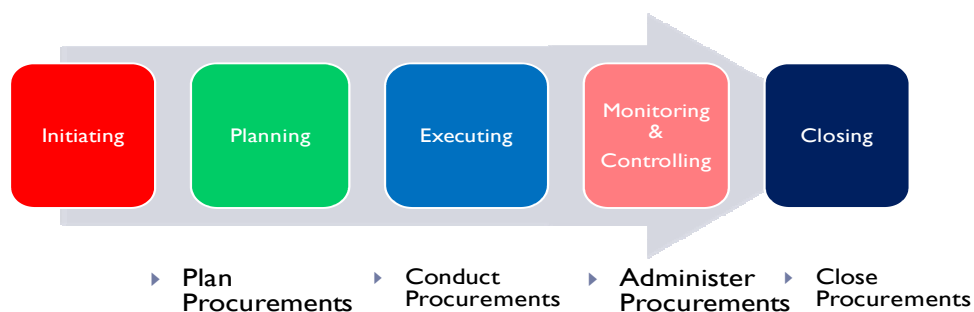 Initiating
Planning
Executing
Monitoring
&
Controlling
Closing
Plan
Procurements
Conduct
Procurements
Administer
Procurements
Close
Procurements